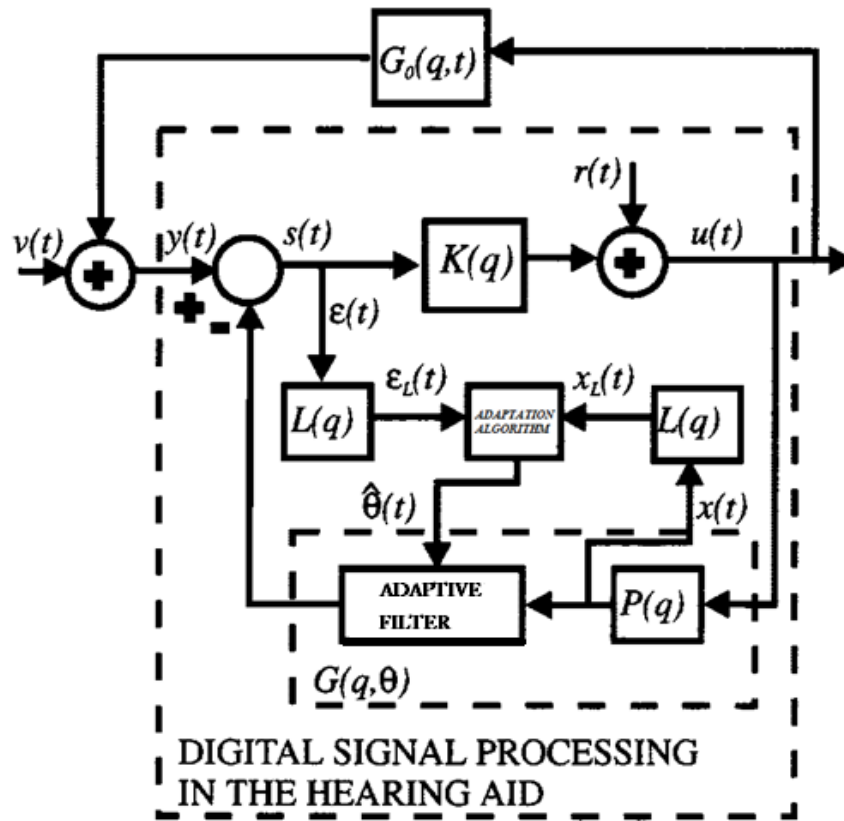 G₀(q,t)
r(t)
v(t)
y(t)
s(t)
K(q)
u(t)
+
+
+
-
ε(t)
ε_L(t)
x_L(t)
L(q)
ADAPTATION
ALGORITHM
L(q)
θ̂(t)
x(t)
ADAPTIVE
FILTER
P(q)
G(q,θ)
DIGITAL SIGNAL PROCESSING
IN THE HEARING AID